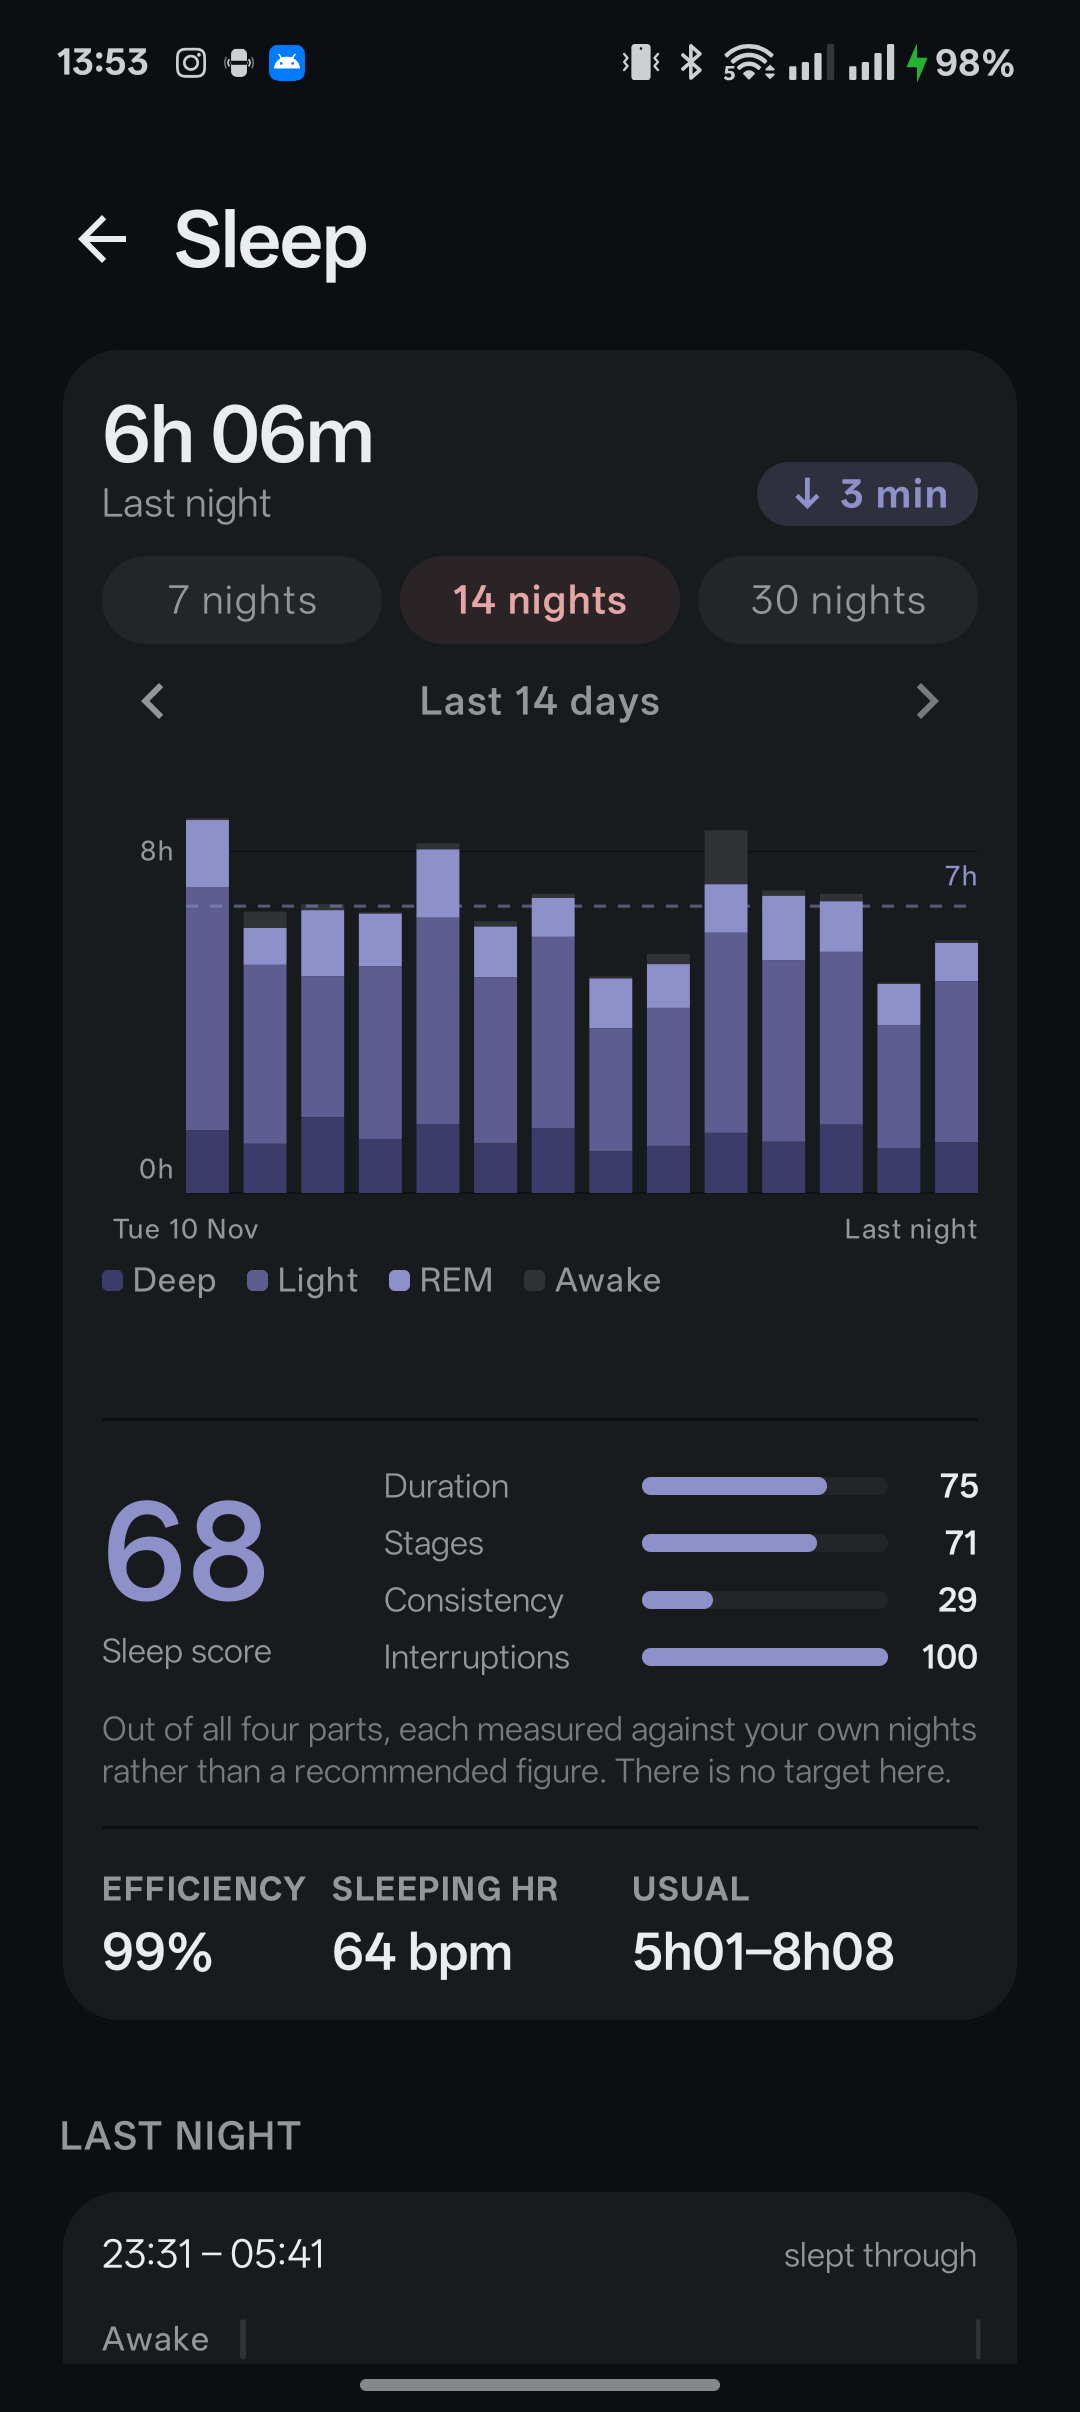 13:53
5
98%
Sleep
6h 06m
Last night
↓ 3 min
7 nights
14 nights
30 nights
Last 14 days
8h
7h
0h
Tue 10 Nov
Last night
Deep
Light
REM
Awake
68
Sleep score
Duration
75
Stages
71
Consistency
29
Interruptions
100
Out of all four parts, each measured against your own nights
rather than a recommended figure. There is no target here.
EFFICIENCY
SLEEPING HR
USUAL
99%
64 bpm
5h01–8h08
LAST NIGHT
23:31 – 05:41
slept through
Awake